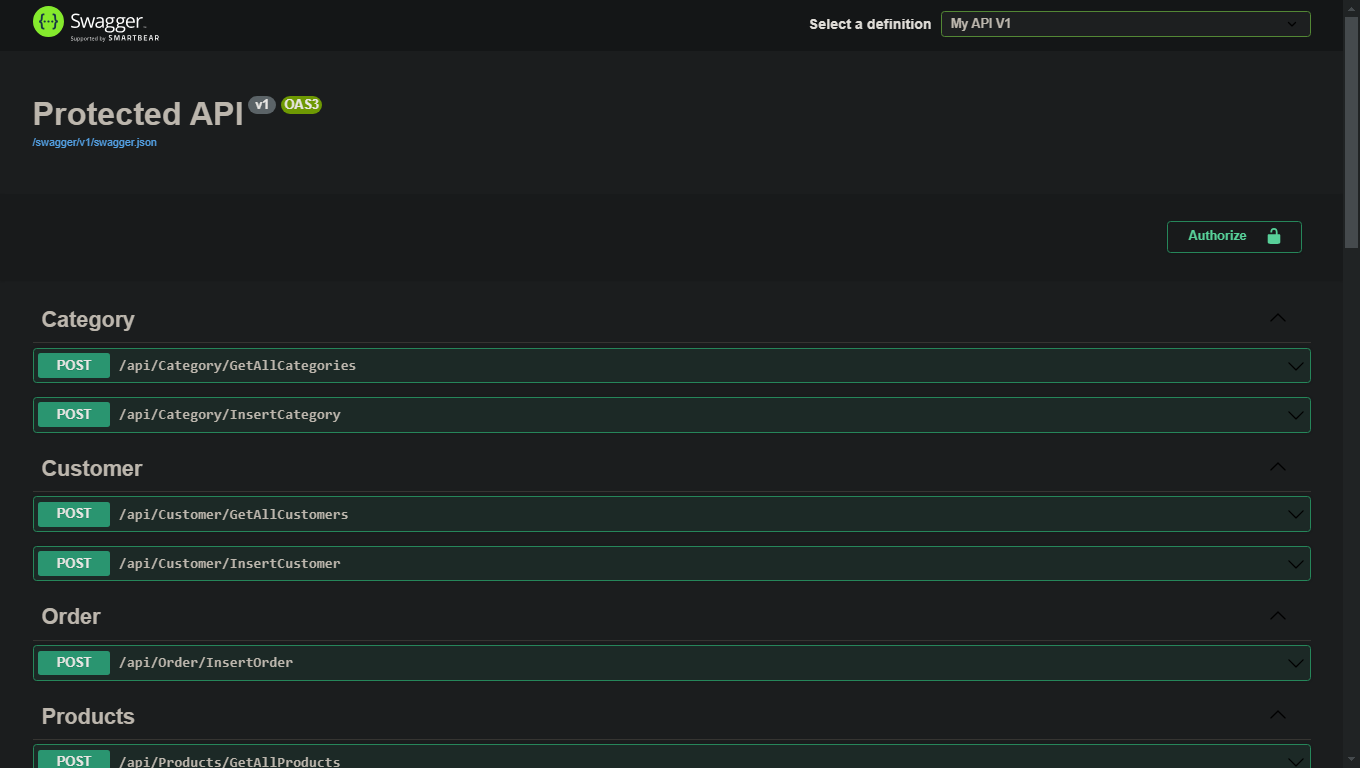 Swagger
Supported by SMARTBEAR
Select a definition
My API V1
Protected API v1 OAS3
/swagger/v1/swagger.json
Authorize
Category
POST /api/Category/GetAllCategories
POST /api/Category/InsertCategory
Customer
POST /api/Customer/GetAllCustomers
POST /api/Customer/InsertCustomer
Order
POST /api/Order/InsertOrder
Products
POST /api/Products/GetAllProducts